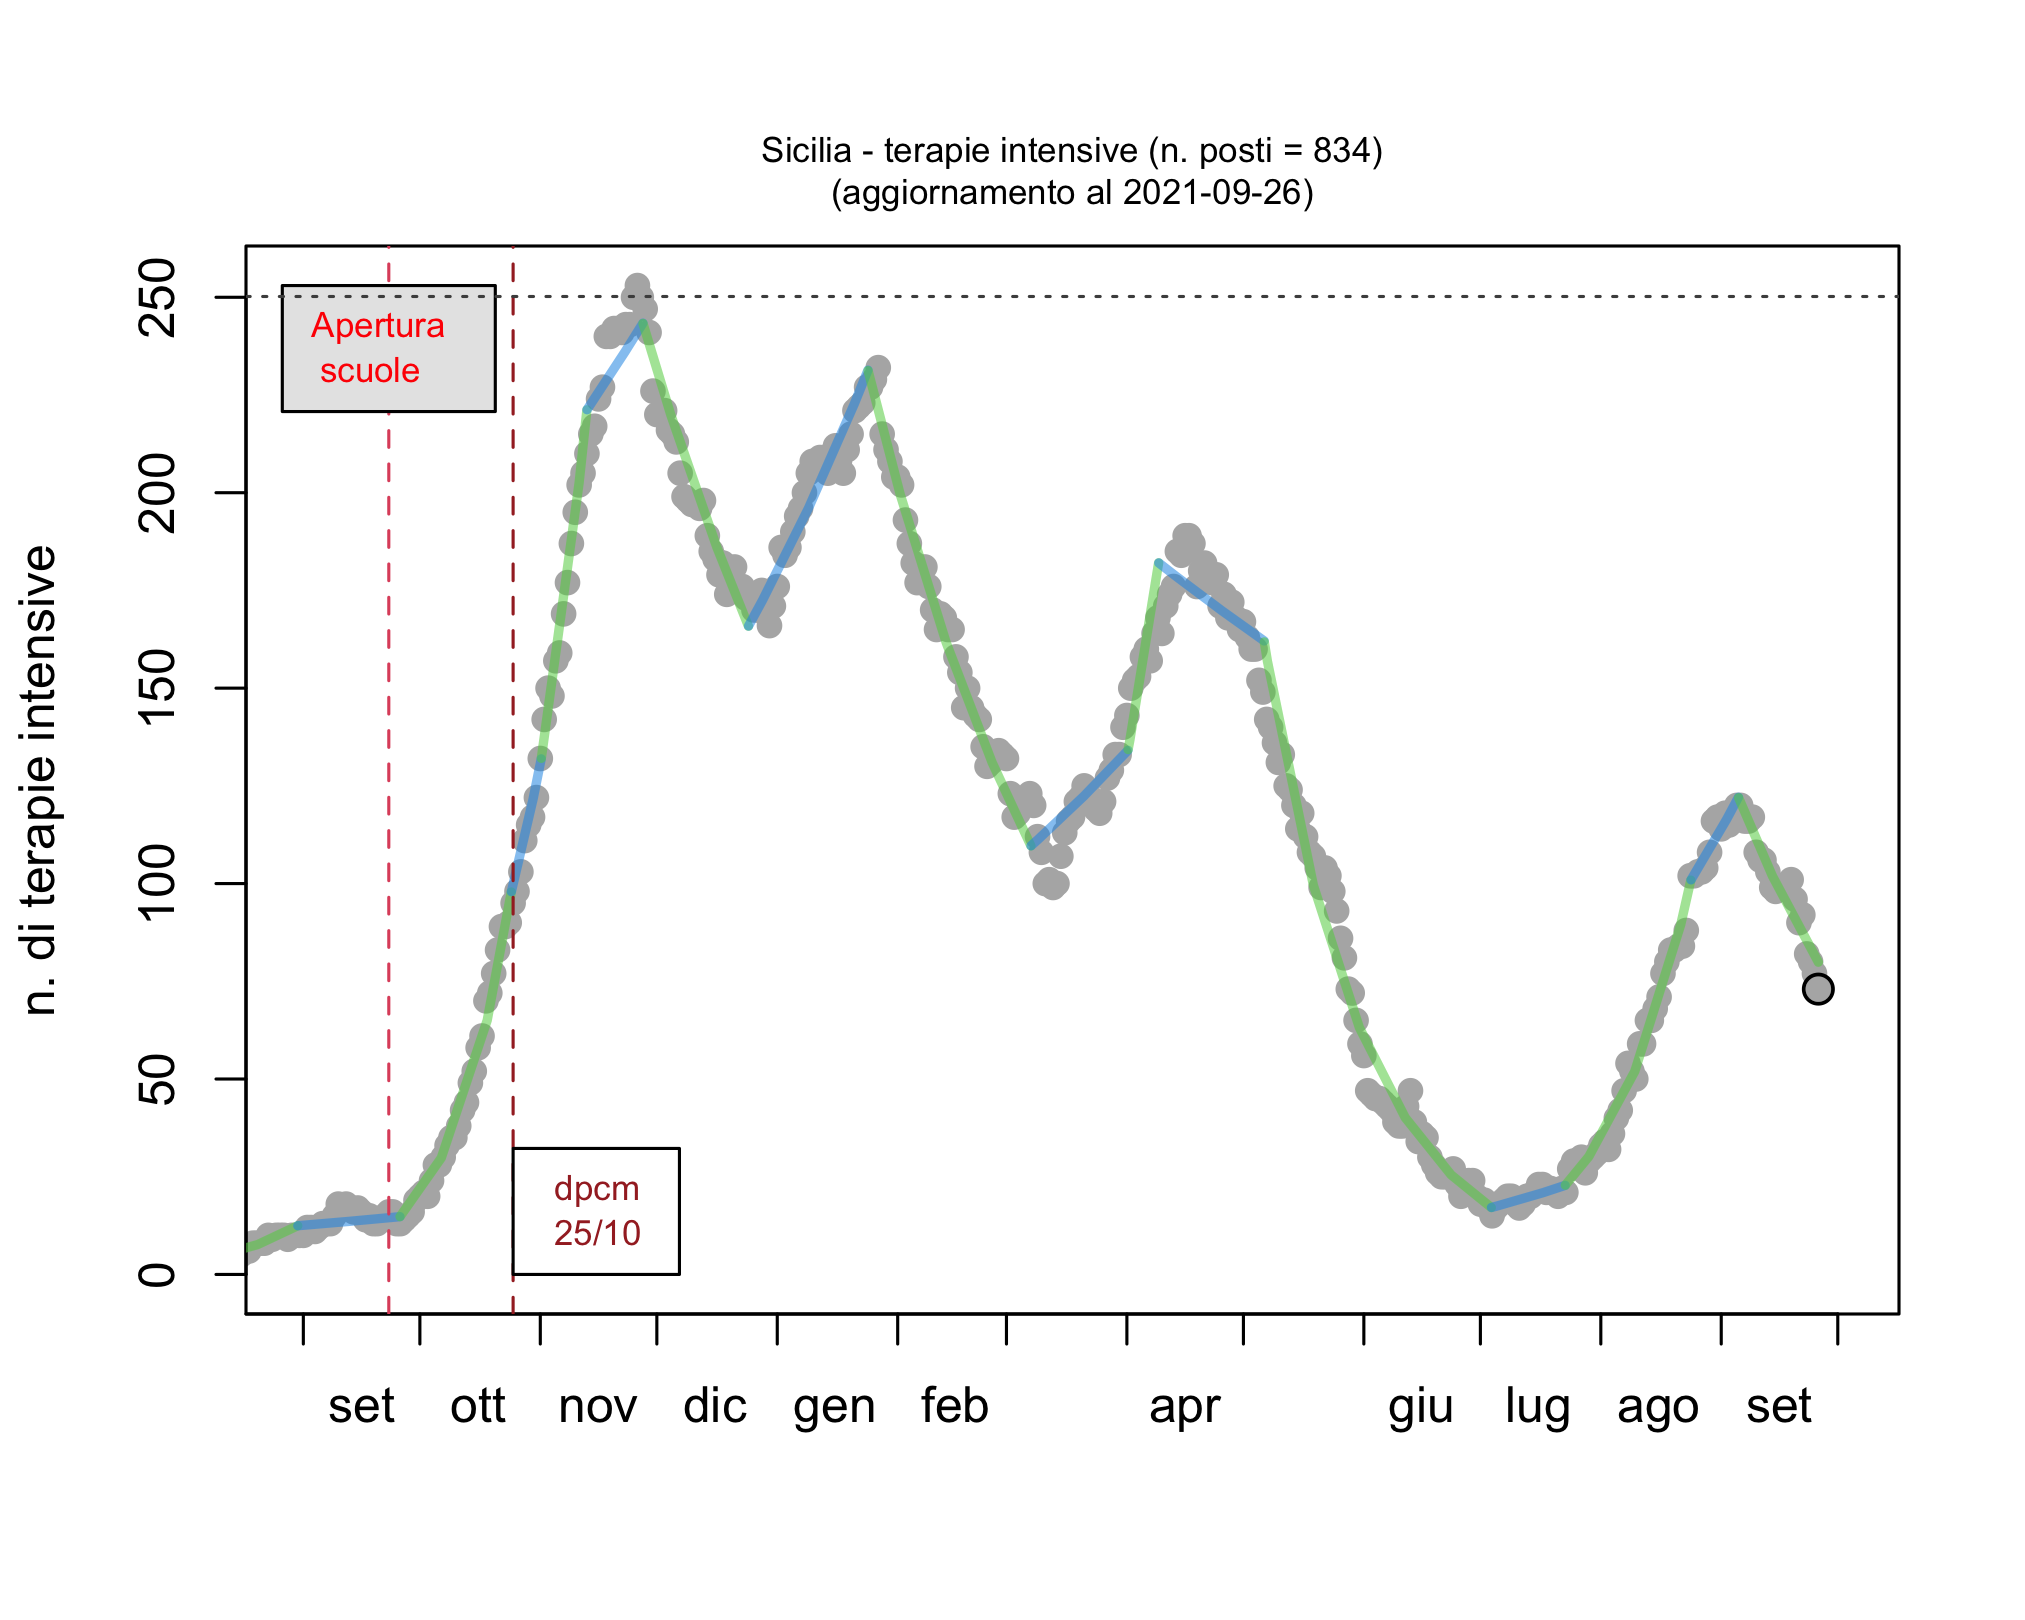 Sicilia - terapie intensive (n. posti = 834)
(aggiornamento al 2021-09-26)
n. di terapie intensive
250
200
150
100
50
0
Apertura
scuole
dpcm
25/10
set ott nov dic gen feb apr giu lug ago set